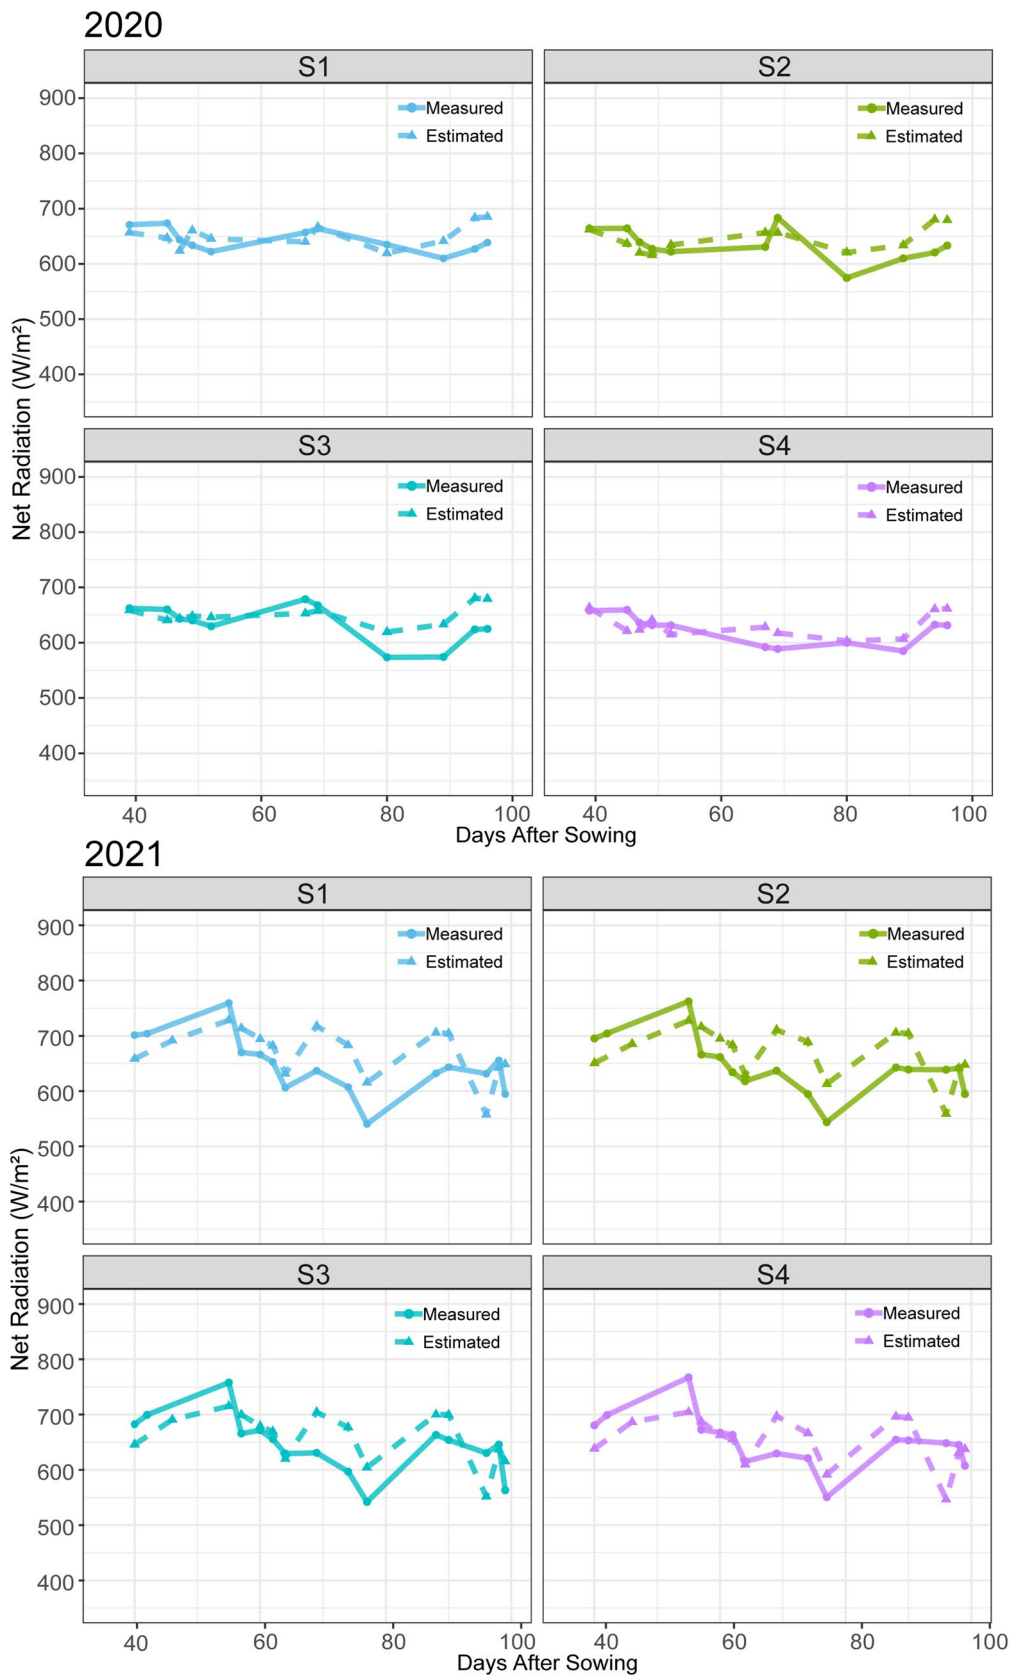 2020
S1
S2
Measured
Estimated
Measured
Estimated
900
800
700
600
500
400
Net Radiation (W/m²)
S3
S4
Measured
Estimated
Measured
Estimated
900
800
700
600
500
400
40 60 80 100
40 60 80 100
Days After Sowing
2021
S1
S2
Measured
Estimated
Measured
Estimated
900
800
700
600
500
400
Net Radiation (W/m²)
S3
S4
Measured
Estimated
Measured
Estimated
900
800
700
600
500
400
40 60 80 100
40 60 80 100
Days After Sowing